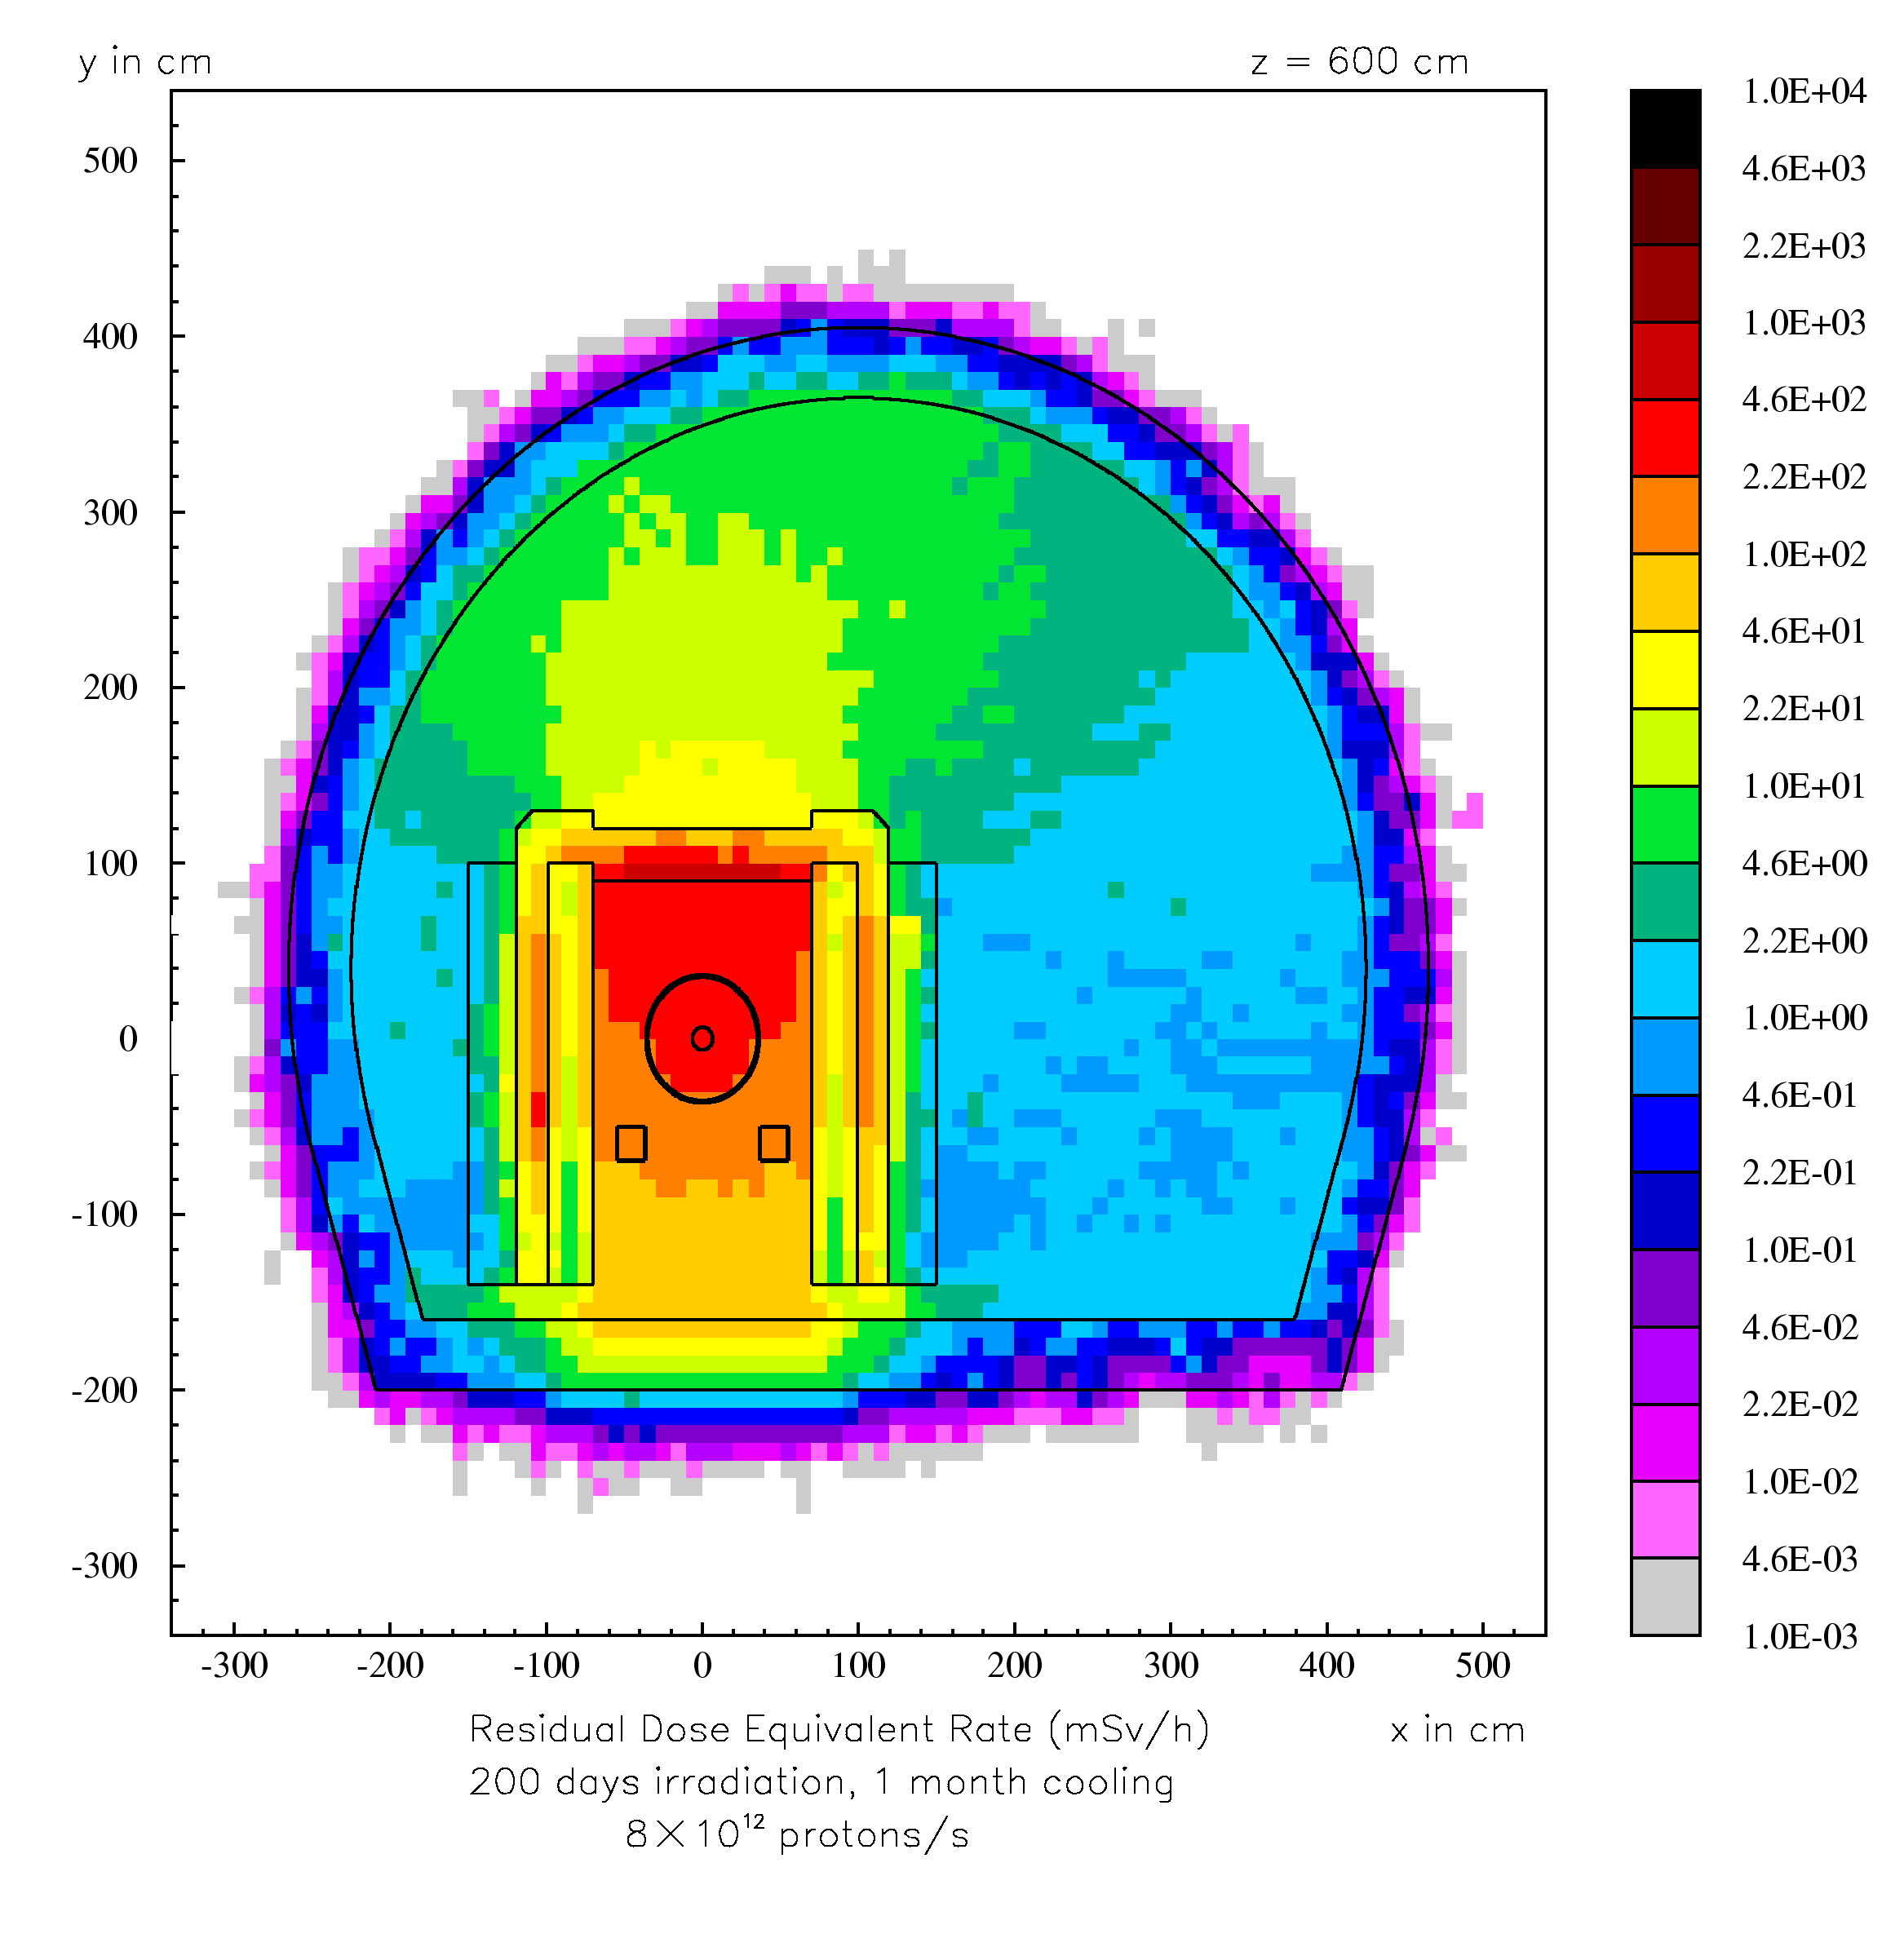 y in cm
z = 600 cm
500
400
300
200
100
0
-100
-200
-300
-300 -200 -100 0 100 200 300 400 500
1.0E+04
4.6E+03
2.2E+03
1.0E+03
4.6E+02
2.2E+02
1.0E+02
4.6E+01
2.2E+01
1.0E+01
4.6E+00
2.2E+00
1.0E+00
4.6E-01
2.2E-01
1.0E-01
4.6E-02
2.2E-02
1.0E-02
4.6E-03
1.0E-03
Residual Dose Equivalent Rate (mSv/h)
x in cm
200 days irradiation, 1 month cooling
8×10¹² protons/s